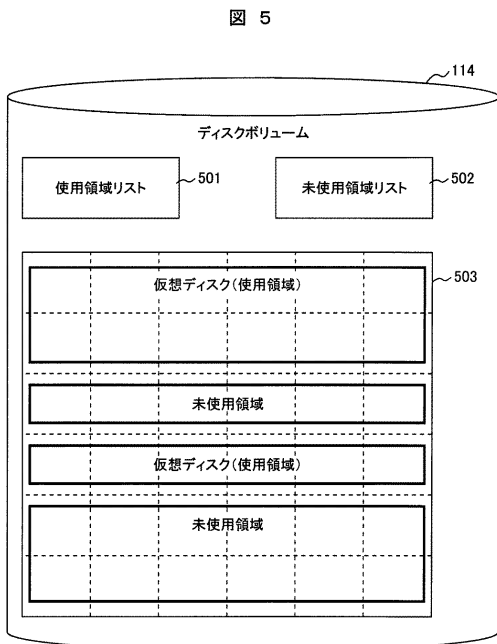 図 5
114
ディスクボリューム
使用領域リスト
501
未使用領域リスト
502
仮想ディスク(使用領域)
503
未使用領域
仮想ディスク(使用領域)
未使用領域